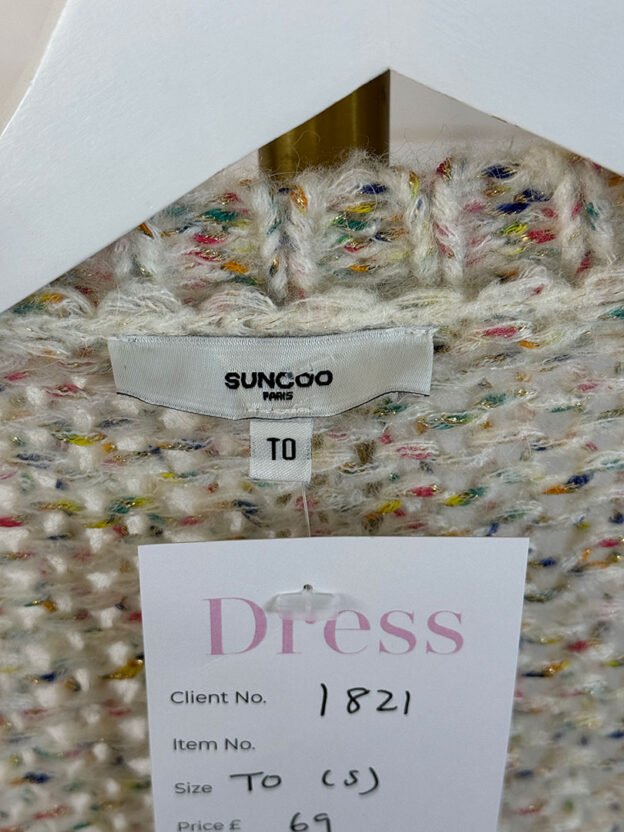 SUNCOO
PARIS
T0
Dress
Client No. 1821
Item No.
Size T0 (S)
Price £ 69